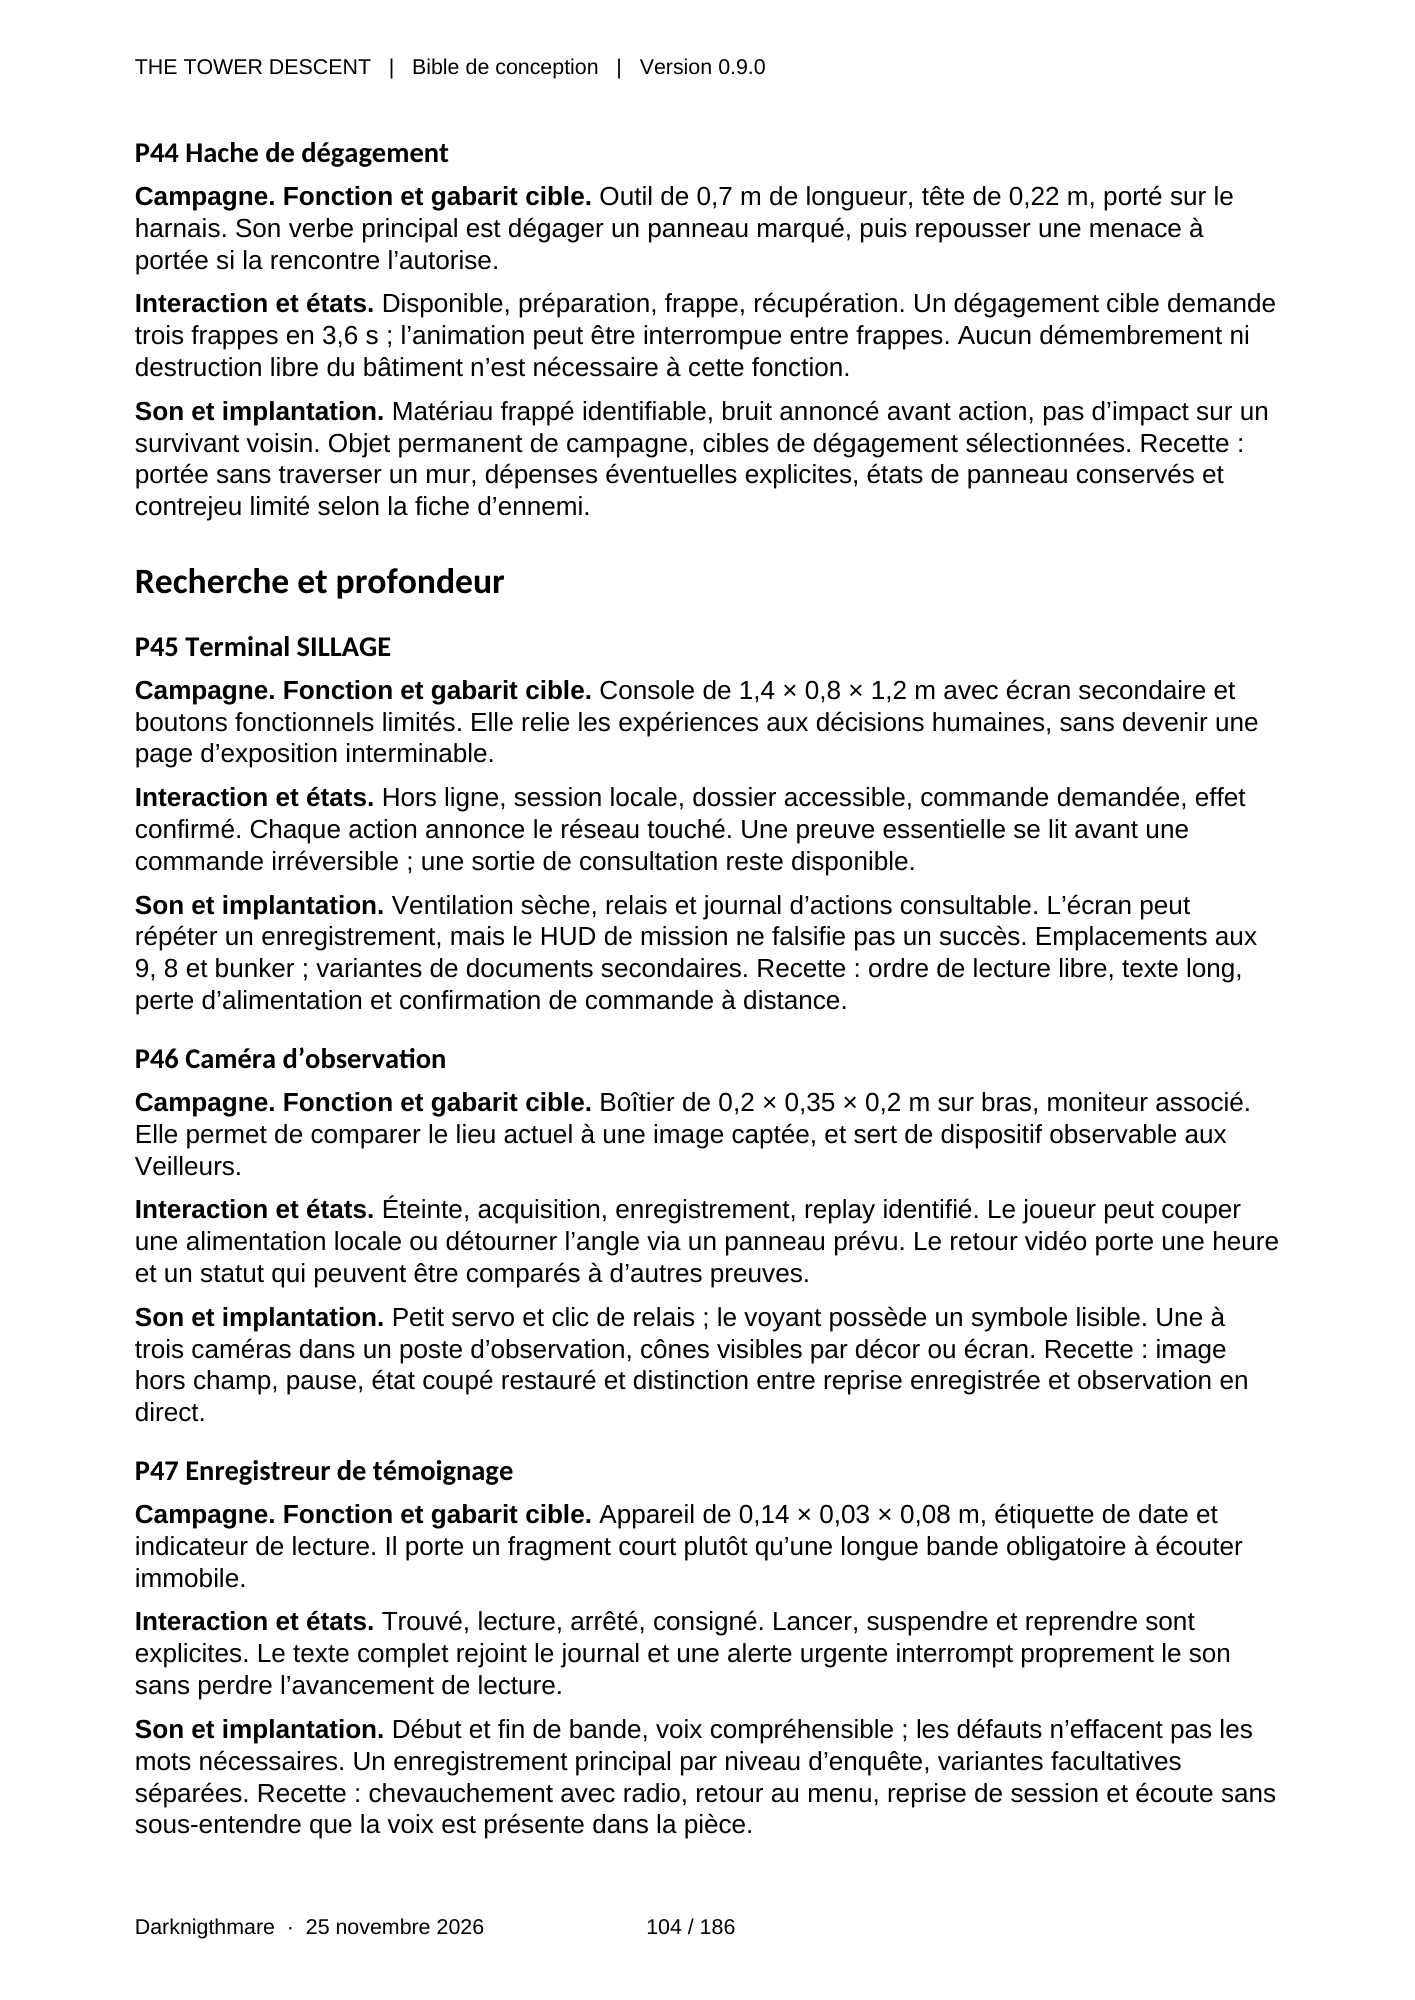 THE TOWER DESCENT | Bible de conception | Version 0.9.0
P44 Hache de dégagement
Campagne. Fonction et gabarit cible. Outil de 0,7 m de longueur, tête de 0,22 m, porté sur le
harnais. Son verbe principal est dégager un panneau marqué, puis repousser une menace à
portée si la rencontre l’autorise.
Interaction et états. Disponible, préparation, frappe, récupération. Un dégagement cible demande
trois frappes en 3,6 s ; l’animation peut être interrompue entre frappes. Aucun démembrement ni
destruction libre du bâtiment n’est nécessaire à cette fonction.
Son et implantation. Matériau frappé identifiable, bruit annoncé avant action, pas d’impact sur un
survivant voisin. Objet permanent de campagne, cibles de dégagement sélectionnées. Recette :
portée sans traverser un mur, dépenses éventuelles explicites, états de panneau conservés et
contrejeu limité selon la fiche d’ennemi.
Recherche et profondeur
P45 Terminal SILLAGE
Campagne. Fonction et gabarit cible. Console de 1,4 × 0,8 × 1,2 m avec écran secondaire et
boutons fonctionnels limités. Elle relie les expériences aux décisions humaines, sans devenir une
page d’exposition interminable.
Interaction et états. Hors ligne, session locale, dossier accessible, commande demandée, effet
confirmé. Chaque action annonce le réseau touché. Une preuve essentielle se lit avant une
commande irréversible ; une sortie de consultation reste disponible.
Son et implantation. Ventilation sèche, relais et journal d’actions consultable. L’écran peut
répéter un enregistrement, mais le HUD de mission ne falsifie pas un succès. Emplacements aux
9, 8 et bunker ; variantes de documents secondaires. Recette : ordre de lecture libre, texte long,
perte d’alimentation et confirmation de commande à distance.
P46 Caméra d’observation
Campagne. Fonction et gabarit cible. Boîtier de 0,2 × 0,35 × 0,2 m sur bras, moniteur associé.
Elle permet de comparer le lieu actuel à une image captée, et sert de dispositif observable aux
Veilleurs.
Interaction et états. Éteinte, acquisition, enregistrement, replay identifié. Le joueur peut couper
une alimentation locale ou détourner l’angle via un panneau prévu. Le retour vidéo porte une heure
et un statut qui peuvent être comparés à d’autres preuves.
Son et implantation. Petit servo et clic de relais ; le voyant possède un symbole lisible. Une à
trois caméras dans un poste d’observation, cônes visibles par décor ou écran. Recette : image
hors champ, pause, état coupé restauré et distinction entre reprise enregistrée et observation en
direct.
P47 Enregistreur de témoignage
Campagne. Fonction et gabarit cible. Appareil de 0,14 × 0,03 × 0,08 m, étiquette de date et
indicateur de lecture. Il porte un fragment court plutôt qu’une longue bande obligatoire à écouter
immobile.
Interaction et états. Trouvé, lecture, arrêté, consigné. Lancer, suspendre et reprendre sont
explicites. Le texte complet rejoint le journal et une alerte urgente interrompt proprement le son
sans perdre l’avancement de lecture.
Son et implantation. Début et fin de bande, voix compréhensible ; les défauts n’effacent pas les
mots nécessaires. Un enregistrement principal par niveau d’enquête, variantes facultatives
séparées. Recette : chevauchement avec radio, retour au menu, reprise de session et écoute sans
sous-entendre que la voix est présente dans la pièce.
Darknigthmare · 25 novembre 2026 104 / 186